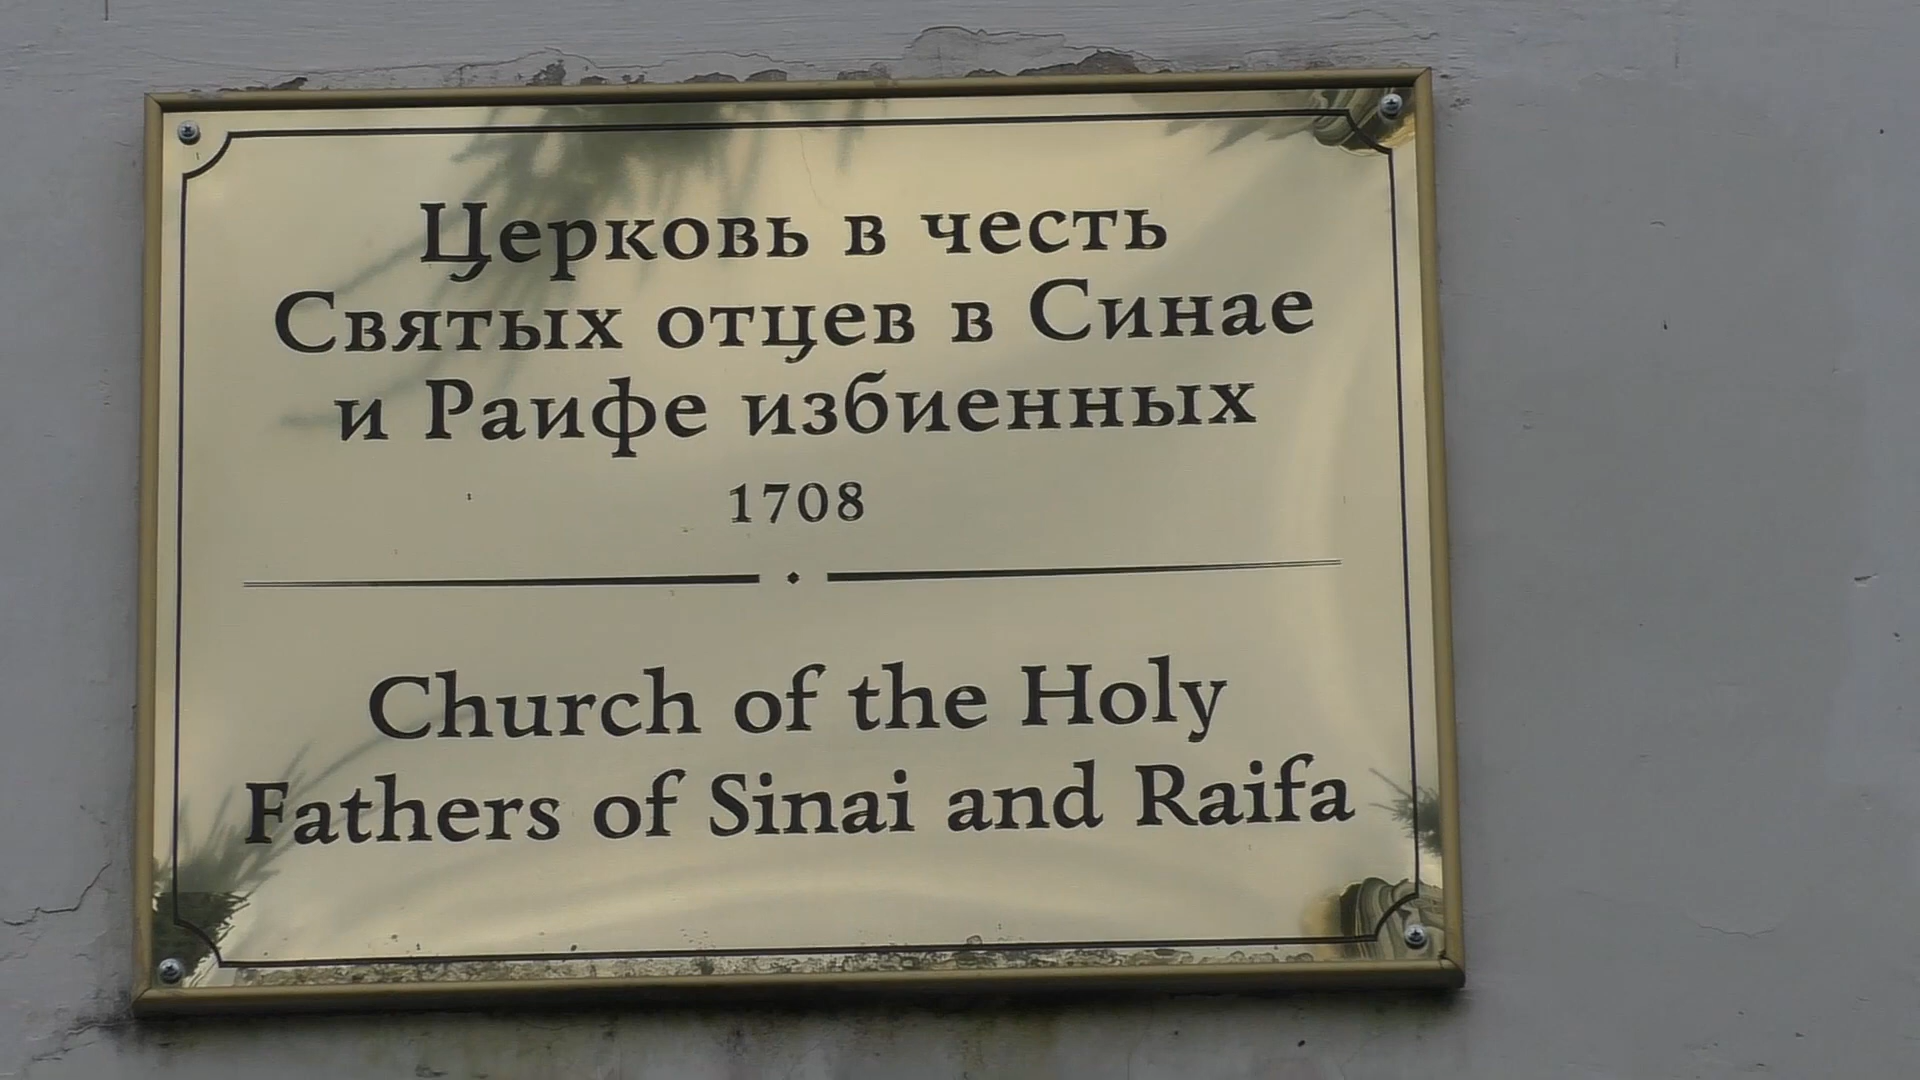 Церковь в честь
Святых отцев в Синае
и Раифе избиенных
1708
Church of the Holy
Fathers of Sinai and Raifa